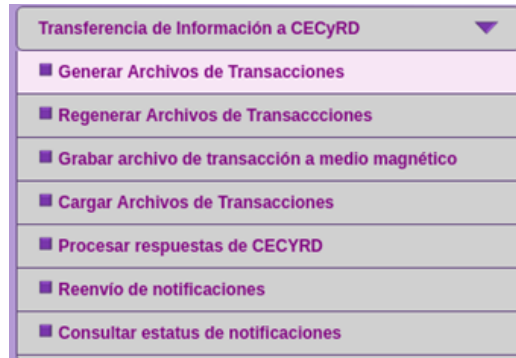 Transferencia de Información a CECyRD
Generar Archivos de Transacciones
Regenerar Archivos de Transaccciones
Grabar archivo de transacción a medio magnético
Cargar Archivos de Transacciones
Procesar respuestas de CECYRD
Reenvío de notificaciones
Consultar estatus de notificaciones